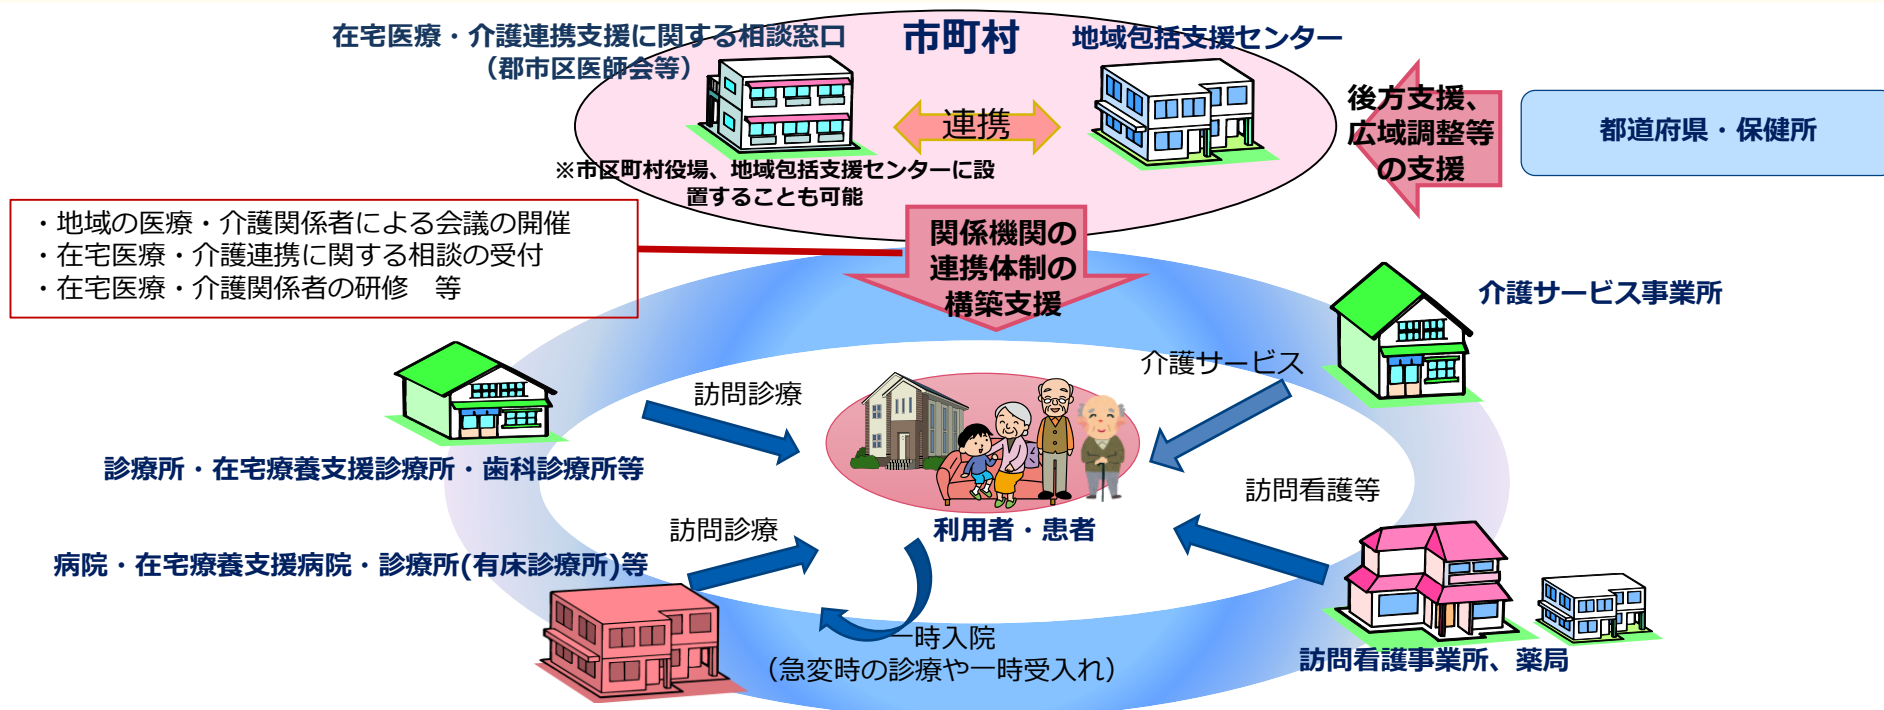 在宅医療・介護連携支援に関する相談窓口
（郡市区医師会等）
市町村
地域包括支援センター
連携
※市区町村役場、地域包括支援センターに設
置することも可能
後方支援、
広域調整等
の支援
都道府県・保健所
・地域の医療・介護関係者による会議の開催
・在宅医療・介護連携に関する相談の受付
・在宅医療・介護関係者の研修　等
関係機関の
連携体制の
構築支援
介護サービス事業所
介護サービス
訪問診療
診療所・在宅療養支援診療所・歯科診療所等
訪問看護等
利用者・患者
訪問診療
病院・在宅療養支援病院・診療所(有床診療所)等
一時入院
（急変時の診療や一時受入れ）
訪問看護事業所、薬局